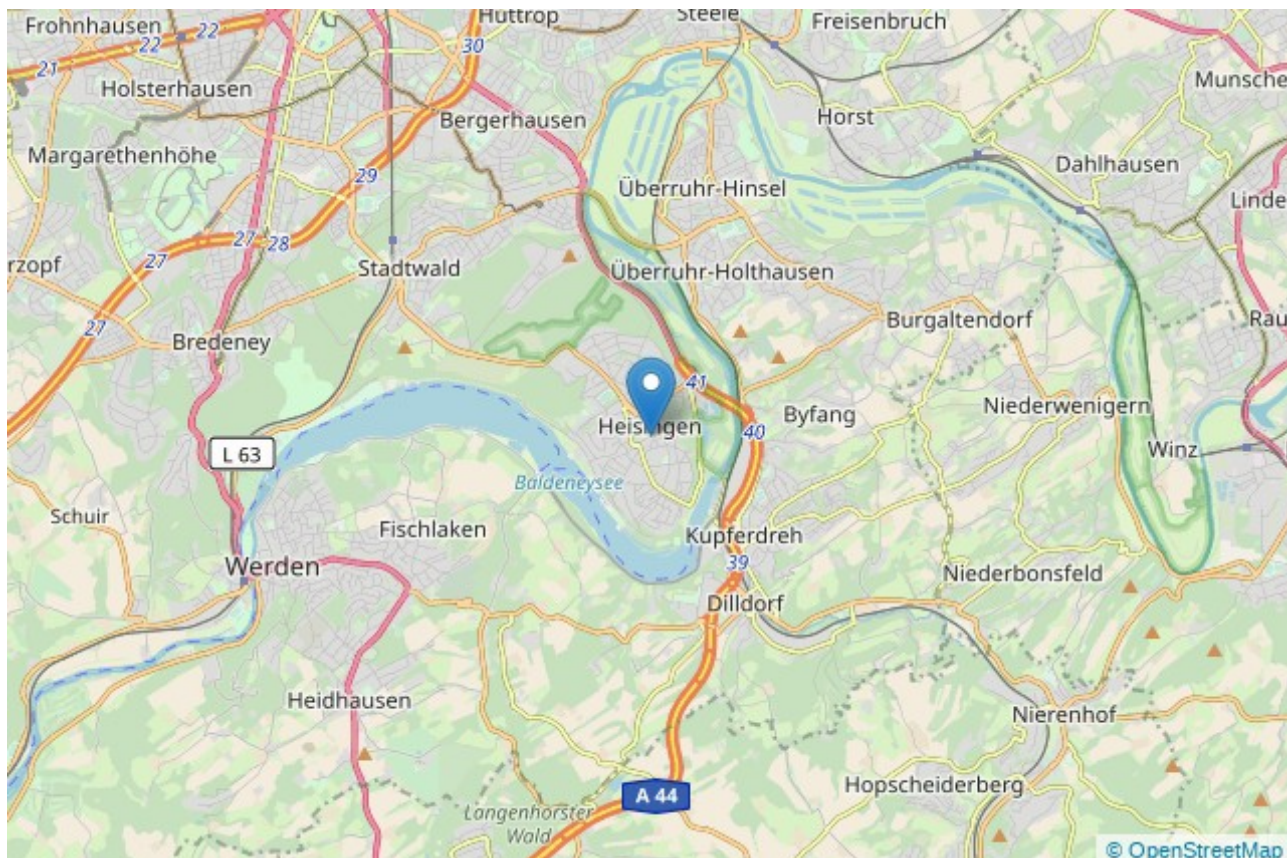 Frohnhausen
22
22
21
Holsterhausen
Huttrop
30
Steele
Freisenbruch
Munsche
Bergerhausen
Horst
Margarethenhöhe
29
Dahlhausen
Überruhr-Hinsel
Linde
27
28
27
rzopf
Stadtwald
Überruhr-Holthausen
27
Bredeney
Burgaltendorf
Rau
41
Heisingen
Byfang
40
Niederwenigern
Winz
L 63
Baldeneysee
Schuir
Fischlaken
Kupferdreh
39
Werden
Niederbonsfeld
Dilldorf
Heidhausen
Nierenhof
Hopscheiderberg
A 44
Langenhorster
Wald
© OpenStreetMap